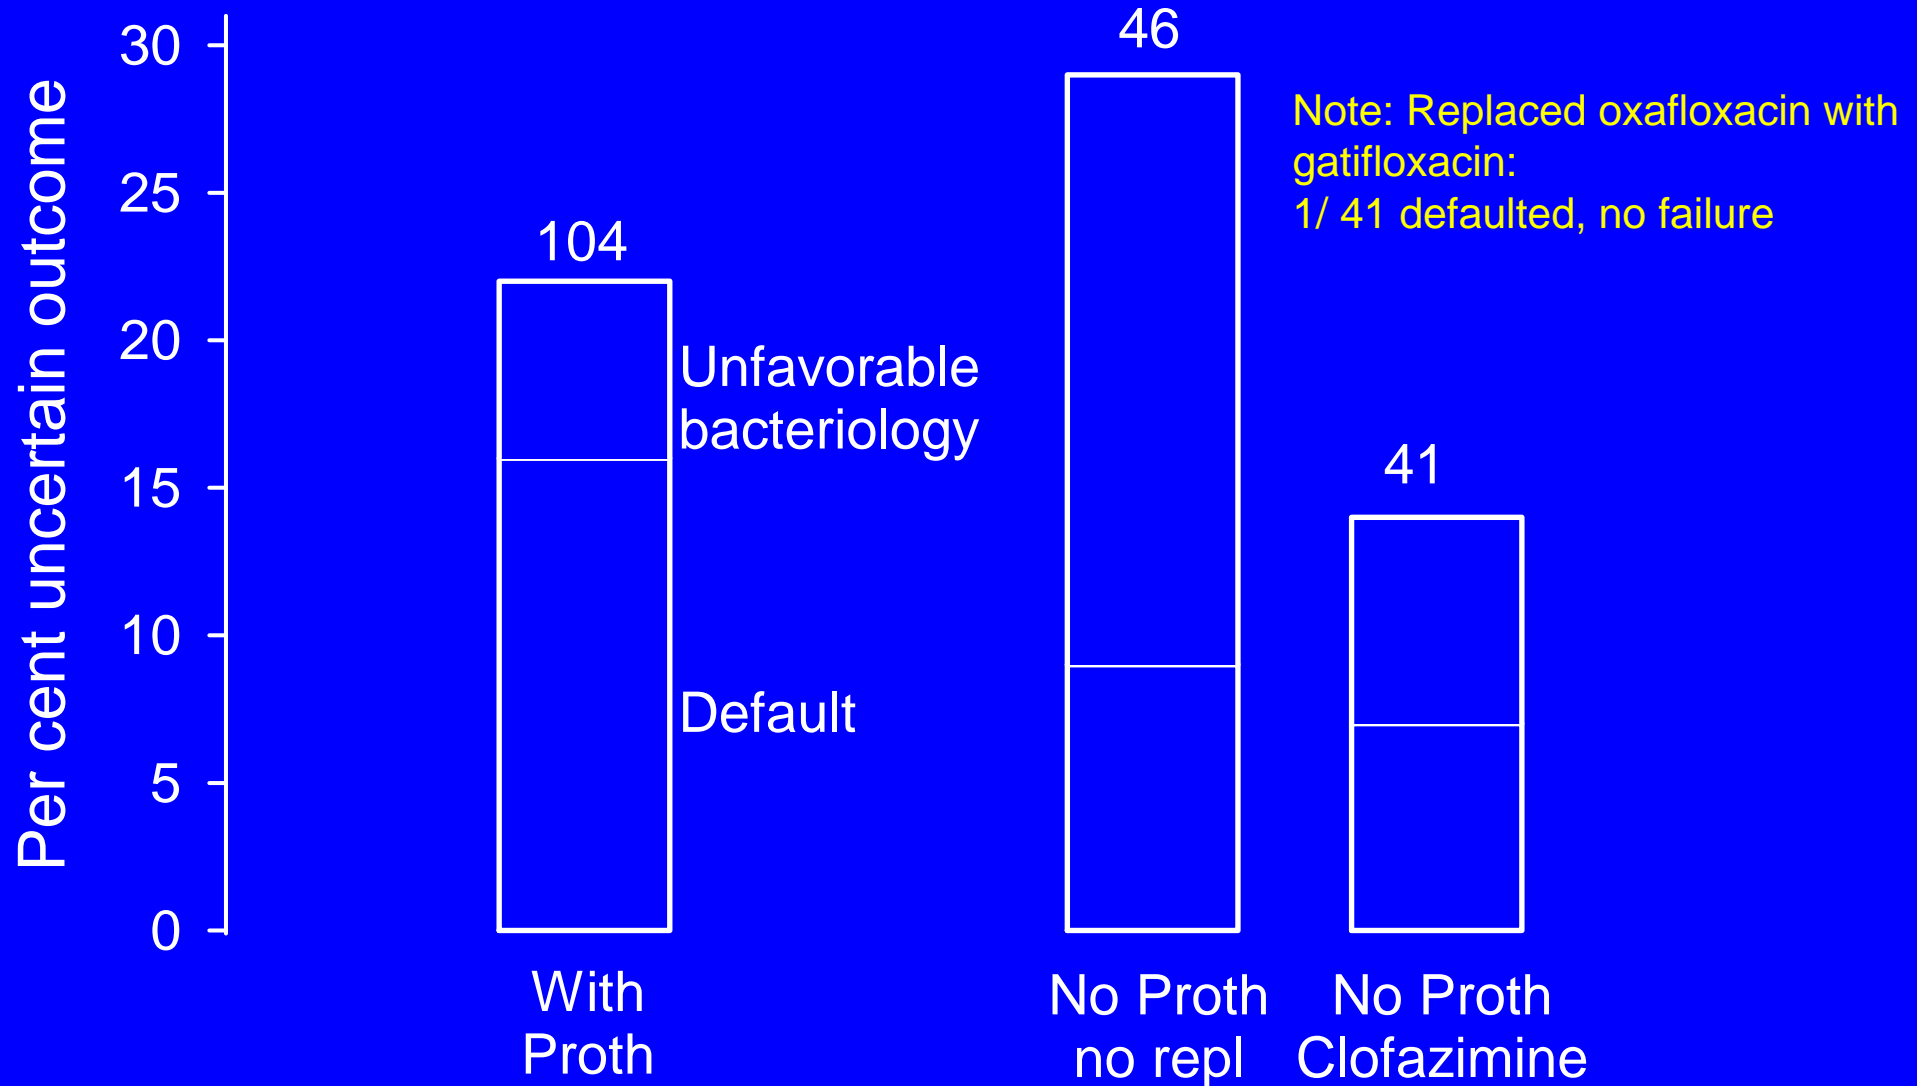 Per cent uncertain outcome
30
25
20
15
10
5
0
104
46
41
Unfavorable
bacteriology
Default
Note: Replaced oxafloxacin with
gatifloxacin:
1/ 41 defaulted, no failure
With
Proth
No Proth
no repl
No Proth
Clofazimine